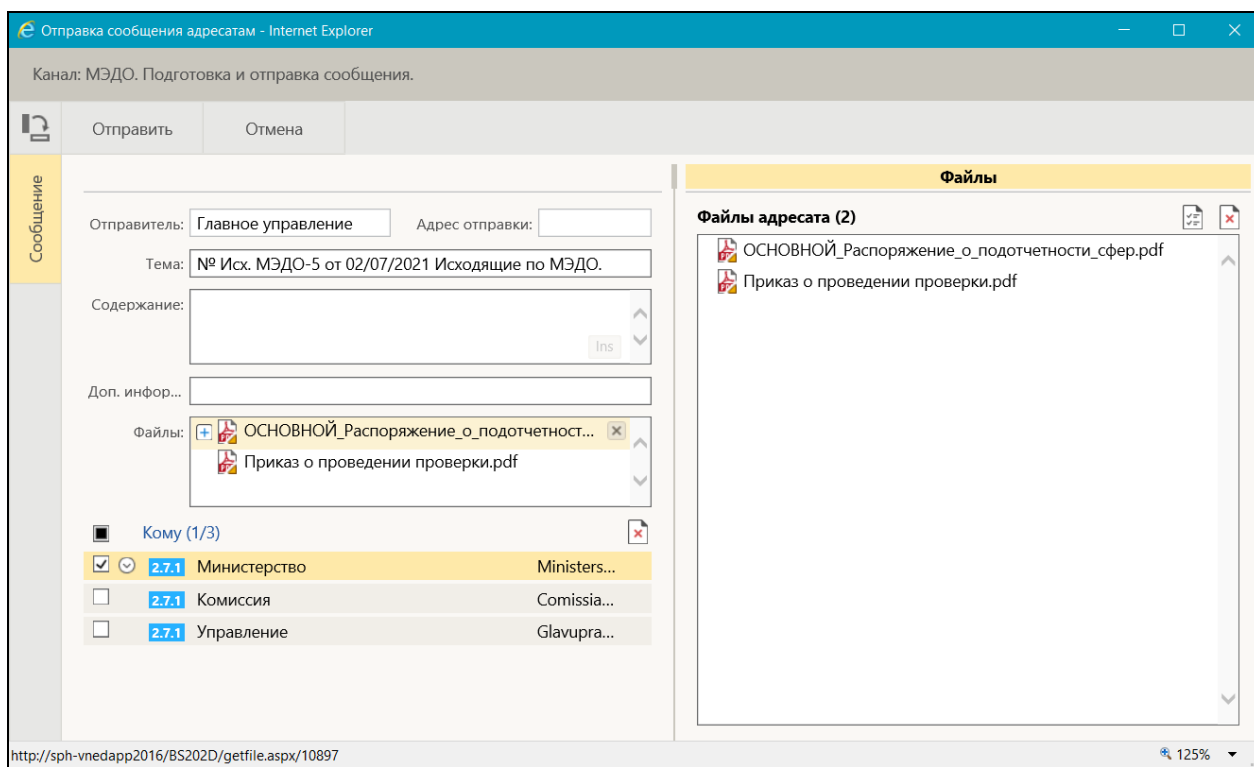 Отправка сообщения адресатам - Internet Explorer
Канал: МЭДО. Подготовка и отправка сообщения.
Отправить Отмена
Сообщение
Файлы
Отправитель: Главное управление Адрес отправки:
Файлы адресата (2)
Тема: № Исх. МЭДО-5 от 02/07/2021 Исходящие по МЭДО.
ОСНОВНОЙ_Распоряжение_о_подотчетности_сфер.pdf
Приказ о проведении проверки.pdf
Содержание:
Ins
Доп. инфор...
Файлы: ОСНОВНОЙ_Распоряжение_о_подотчетност...
Приказ о проведении проверки.pdf
Кому (1/3)
2.7.1 Министерство Ministers...
2.7.1 Комиссия Comissia...
2.7.1 Управление Glavupra...
http://sph-vnedapp2016/BS202D/getfile.aspx/10897
125%